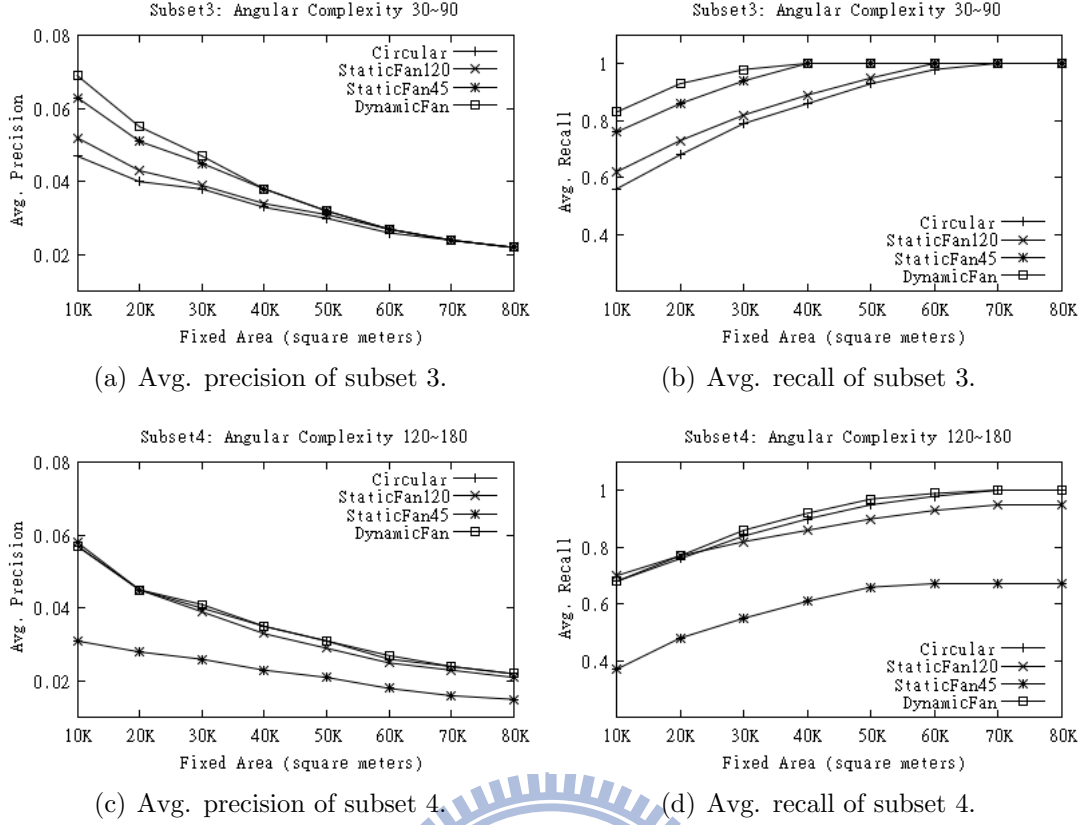 Subset3: Angular Complexity 30~90
Avg. Precision
0.08
0.06
0.04
0.02
Circular
StaticFan120
StaticFan45
DynamicFan
10K 20K 30K 40K 50K 60K 70K 80K
Fixed Area (square meters)
(a) Avg. precision of subset 3.
Subset3: Angular Complexity 30~90
Avg. Recall
1
0.8
0.6
0.4
Circular
StaticFan120
StaticFan45
DynamicFan
10K 20K 30K 40K 50K 60K 70K 80K
Fixed Area (square meters)
(b) Avg. recall of subset 3.
Subset4: Angular Complexity 120~180
Avg. Precision
0.08
0.06
0.04
0.02
Circular
StaticFan120
StaticFan45
DynamicFan
10K 20K 30K 40K 50K 60K 70K 80K
Fixed Area (square meters)
(c) Avg. precision of subset 4.
Subset4: Angular Complexity 120~180
Avg. Recall
1
0.8
0.6
0.4
Circular
StaticFan120
StaticFan45
DynamicFan
10K 20K 30K 40K 50K 60K 70K 80K
Fixed Area (square meters)
(d) Avg. recall of subset 4.